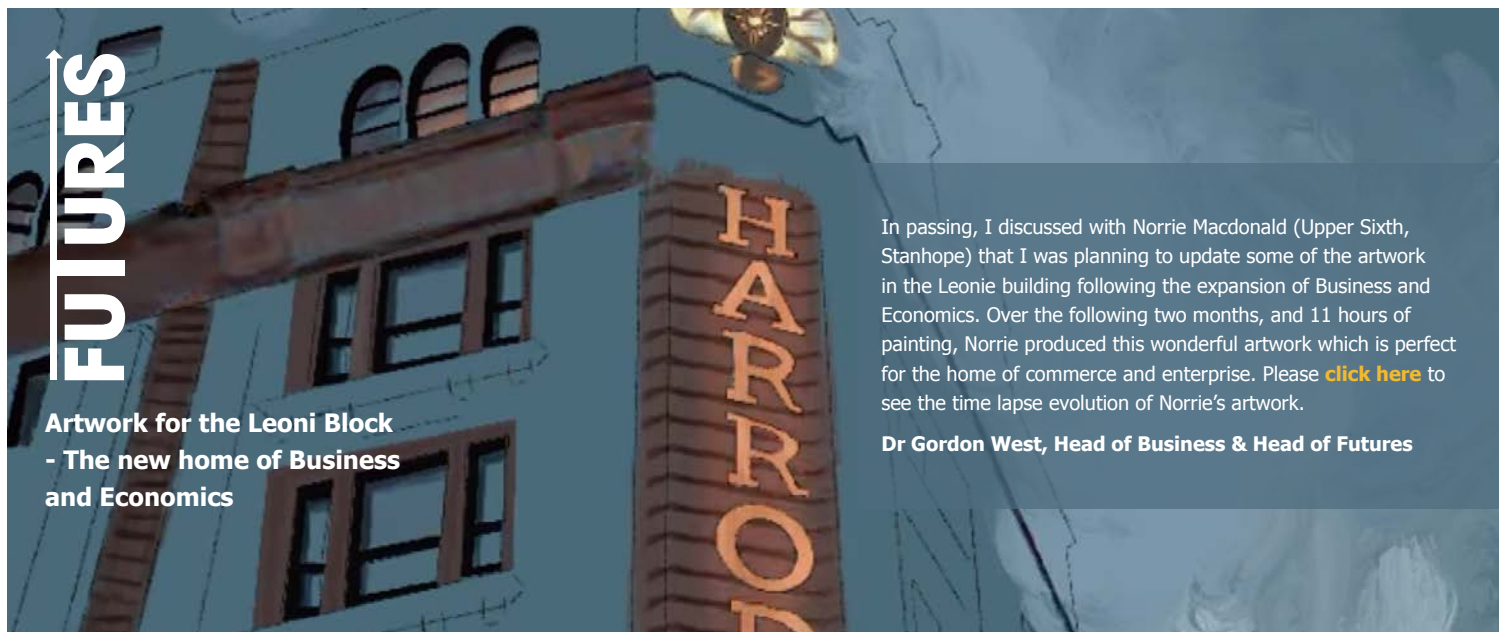 FUTURES
Artwork for the Leoni Block
- The new home of Business
and Economics
HARROD
In passing, I discussed with Norrie Macdonald (Upper Sixth,
Stanhope) that I was planning to update some of the artwork
in the Leonie building following the expansion of Business and
Economics. Over the following two months, and 11 hours of
painting, Norrie produced this wonderful artwork which is perfect
for the home of commerce and enterprise. Please click here to
see the time lapse evolution of Norrie’s artwork.
Dr Gordon West, Head of Business & Head of Futures